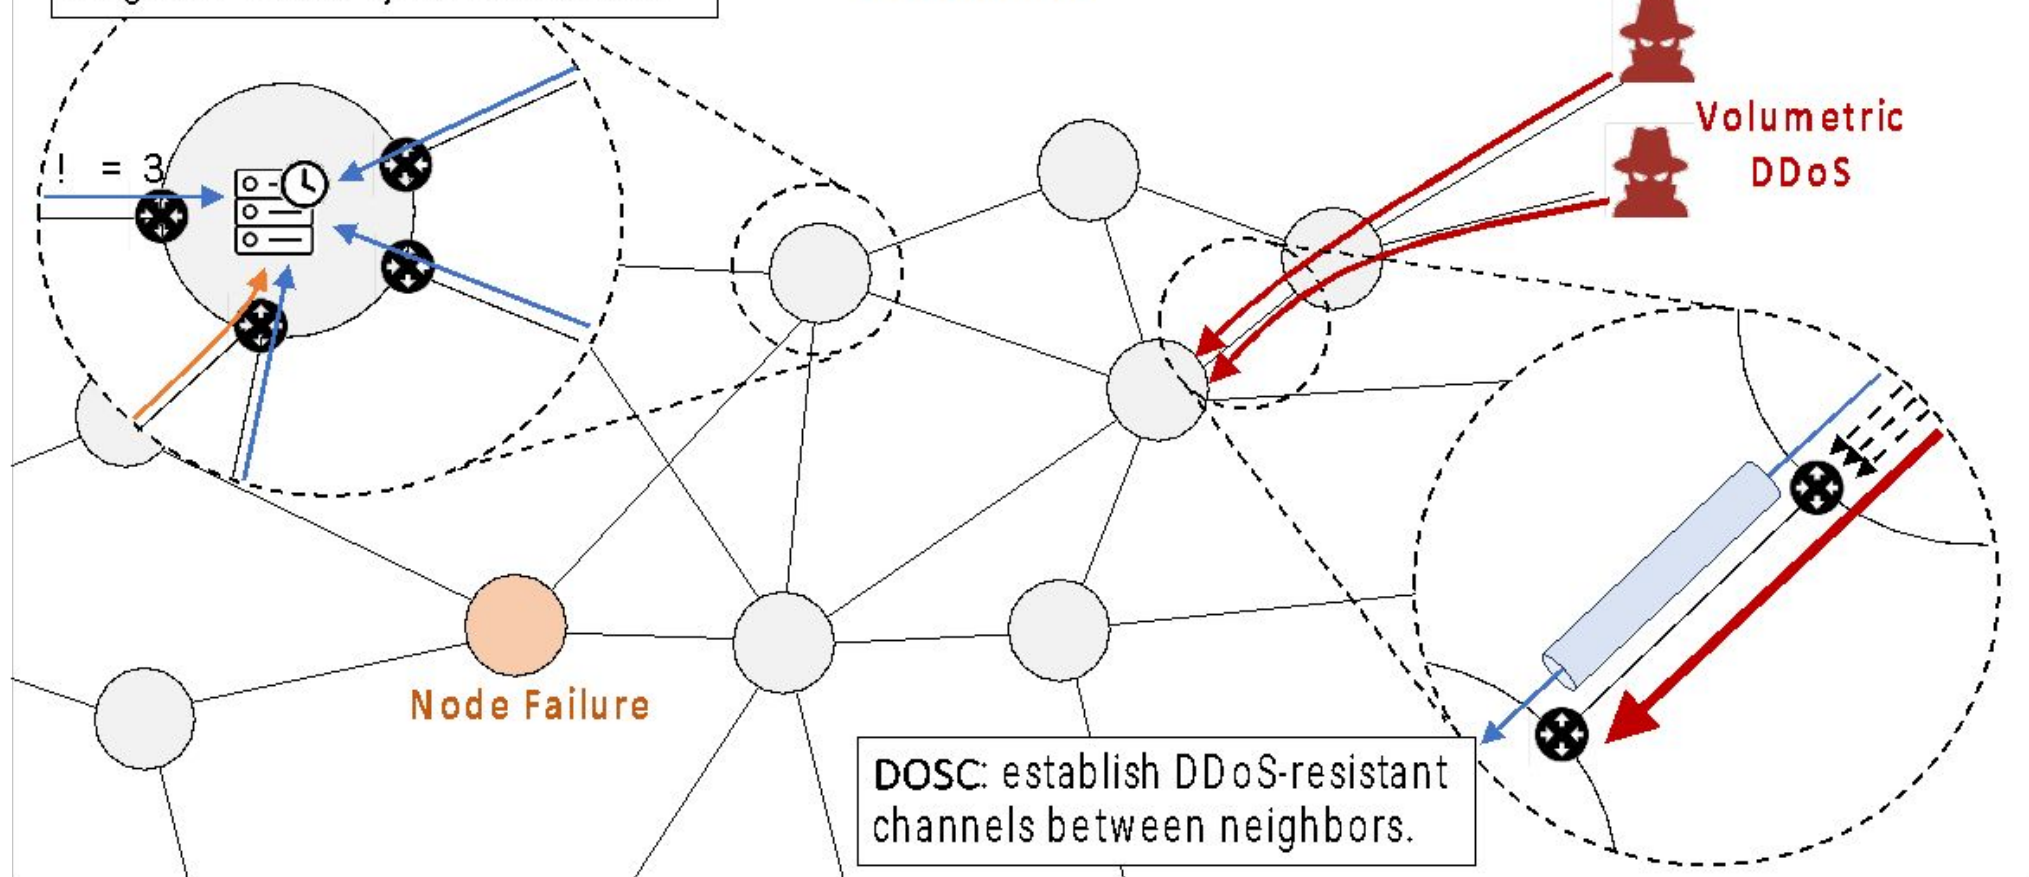 ! = 3
Volumetric
DDoS
Node Failure
DOSC: establish DDoS-resistant
channels between neighbors.